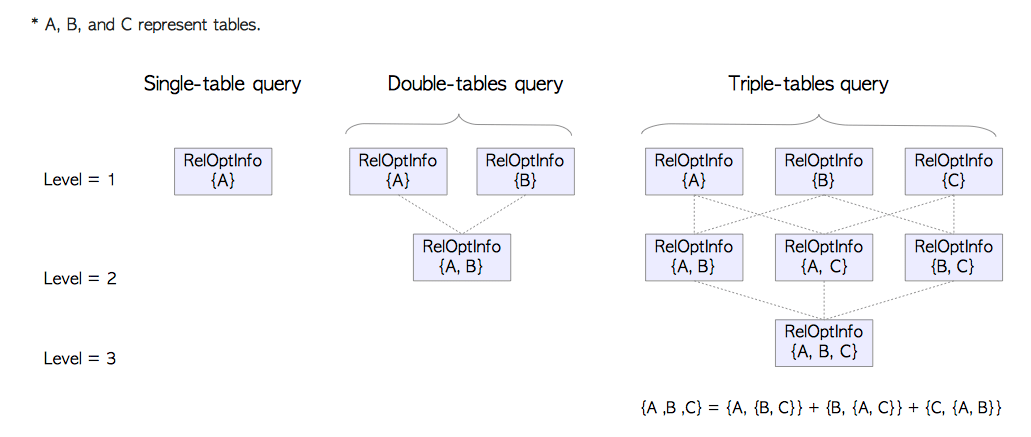 * A, B, and C represent tables.
Single-table query
Double-tables query
Triple-tables query
Level = 1
RelOptInfo
{A}
RelOptInfo
{A}
RelOptInfo
{B}
RelOptInfo
{A}
RelOptInfo
{B}
RelOptInfo
{C}
Level = 2
RelOptInfo
{A, B}
RelOptInfo
{A, B}
RelOptInfo
{A, C}
RelOptInfo
{B, C}
Level = 3
RelOptInfo
{A, B, C}
{A ,B ,C} = {A, {B, C}} + {B, {A, C}} + {C, {A, B}}